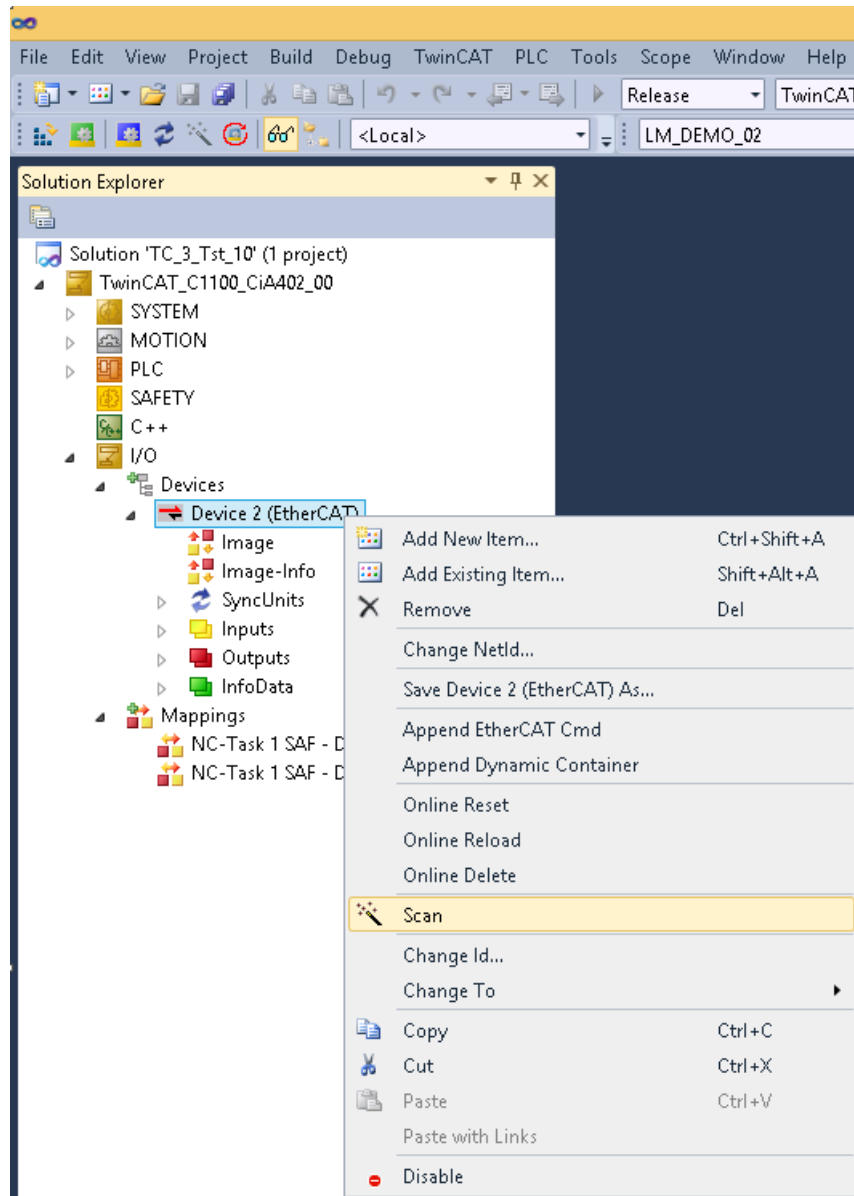 File Edit View Project Build Debug TwinCAT PLC Tools Scope Window Help
Release TwinCAT
<Local> LM_DEMO_02
Solution Explorer
Solution 'TC_3_Tst_10' (1 project)
TwinCAT_C1100_CiA402_00
SYSTEM
MOTION
PLC
SAFETY
C++
I/O
Devices
Device 2 (EtherCAT)
Image
Image-Info
SyncUnits
Inputs
Outputs
InfoData
Mappings
NC-Task 1 SAF - D
NC-Task 1 SAF - D
Add New Item... Ctrl+Shift+A
Add Existing Item... Shift+Alt+A
Remove Del
Change NetId...
Save Device 2 (EtherCAT) As...
Append EtherCAT Cmd
Append Dynamic Container
Online Reset
Online Reload
Online Delete
Scan
Change Id...
Change To
Copy Ctrl+C
Cut Ctrl+X
Paste Ctrl+V
Paste with Links
Disable